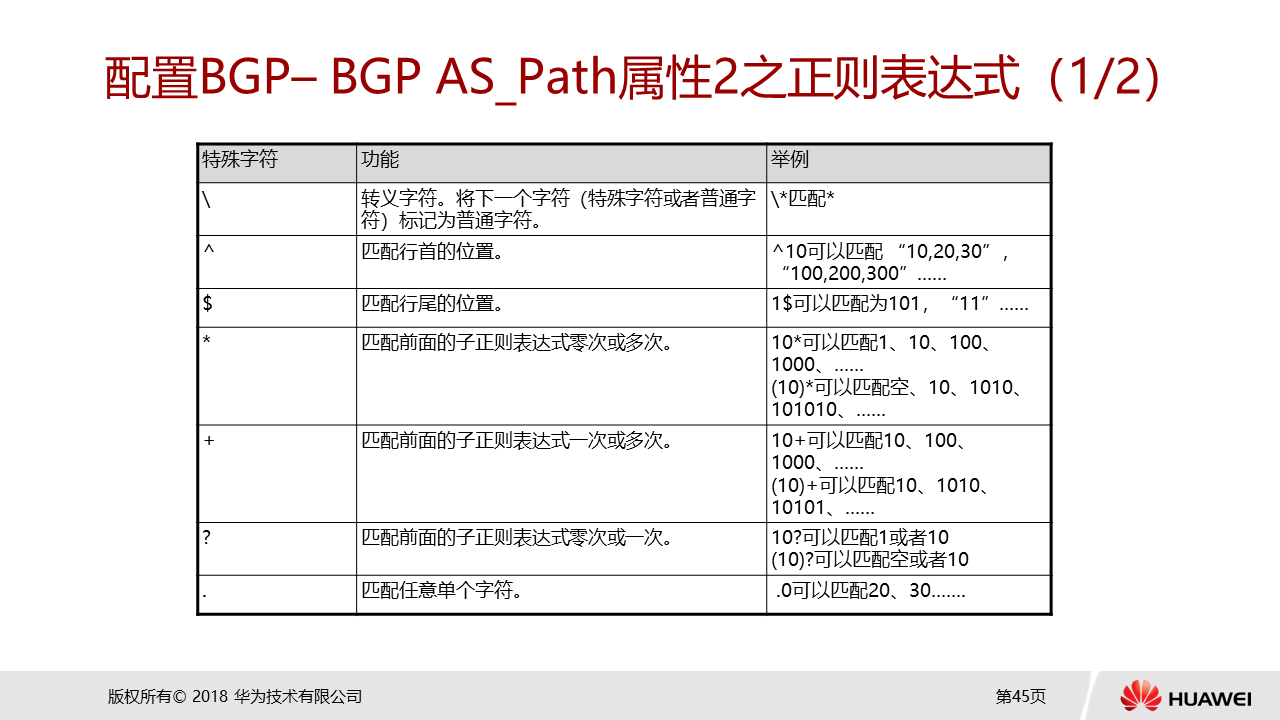 配置BGP– BGP AS_Path属性2之正则表达式（1/2）
特殊字符 功能 举例
\ 转义字符。将下一个字符（特殊字符或者普通字 \*匹配*
符）标记为普通字符。
^ 匹配行首的位置。 ^10可以匹配 “10,20,30”，
“100,200,300”……
$ 匹配行尾的位置。 1$可以匹配为101，“11”……
* 匹配前面的子正则表达式零次或多次。 10*可以匹配1、10、100、
1000、……
(10)*可以匹配空、10、1010、
101010、……
+ 匹配前面的子正则表达式一次或多次。 10+可以匹配10、100、
1000、……
(10)+可以匹配10、1010、
10101、……
? 匹配前面的子正则表达式零次或一次。 10?可以匹配1或者10
(10)?可以匹配空或者10
. 匹配任意单个字符。 .0可以匹配20、30…….
版权所有© 2018 华为技术有限公司 第45页 HUAWEI